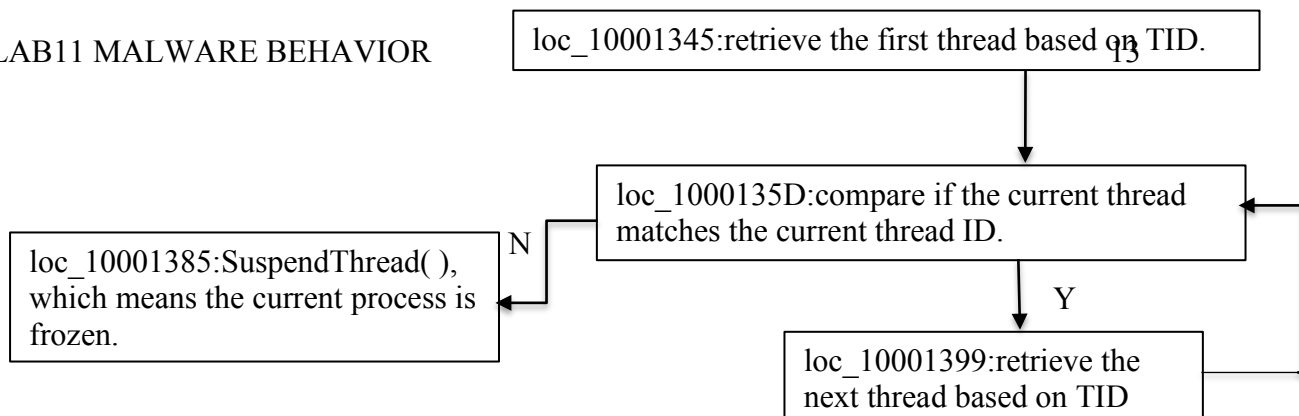 LAB11 MALWARE BEHAVIOR
13
loc_10001345:retrieve the first thread based on TID.
loc_1000135D:compare if the current thread
matches the current thread ID.
N
loc_10001385:SuspendThread( ),
which means the current process is
frozen.
Y
loc_10001399:retrieve the
next thread based on TID